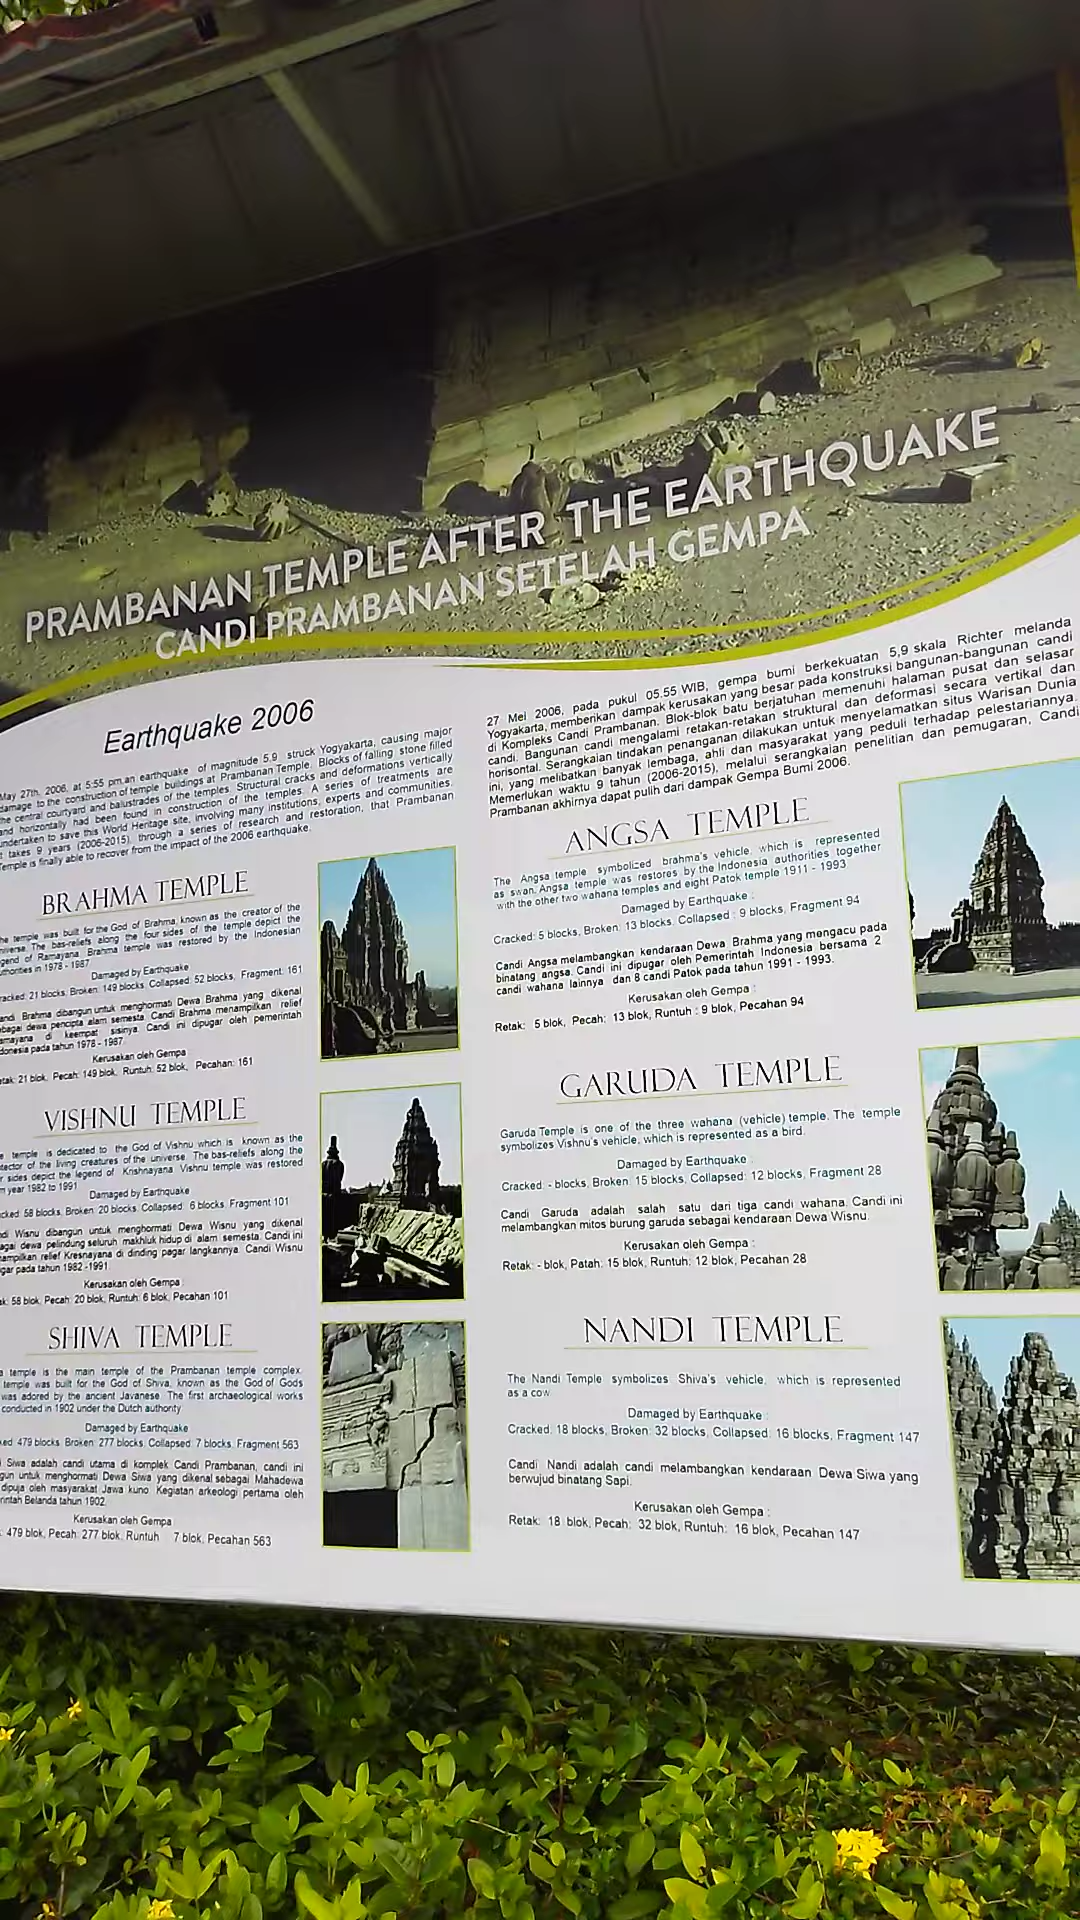 PRAMBANAN TEMPLE AFTER THE EARTHQUAKE
CANDI PRAMBANAN SETELAH GEMPA
Earthquake 2006
May 27th, 2006, at 5:55 pm,an earthquake of magnitude 5,9 struck Yogyakarta, causing major
damage to the construction of temple buildings at Prambanan Temple. Blocks of falling stone filled
the central courtyard and balustrades of the temples. Structural cracks and deformations vertically
and horizontally had been found in construction of the temples. A series of treatments are
undertaken to save this World Heritage site, involving many institutions, experts and communities.
takes 9 years (2006-2015), through a series of research and restoration, that Prambanan
Temple is finally able to recover from the impact of the 2006 earthquake.
BRAHMA TEMPLE
temple was built for the God of Brahma, known as the creator of the
The bas-reliefs along the four sides of the temple depict the
of Ramayana. Brahma temple was restored by the Indonesian
in 1978 - 1987
Damaged by Earthquake
21 blocks, Broken: 149 blocks, Collapsed: 52 blocks, Fragment: 161
Brahma dibangun untuk menghormati Dewa Brahma yang dikenal
dewa pencipta alam semesta. Candi Brahma menampilkan relief
di keempat sisinya. Candi ini dipugar oleh pemerintah
pada tahun 1978 - 1987.
Kerusakan oleh Gempa
21 blok, Pecah: 149 blok, Runtuh: 52 blok, Pecahan: 161
VISHNU TEMPLE
temple is dedicated to the God of Vishnu which is known as the
of the living creatures of the universe. The bas-reliefs along the
sides depict the legend of Krishnayana. Vishnu temple was restored
year 1982 to 1991
Damaged by Earthquake
58 blocks, Broken: 20 blocks, Collapsed: 6 blocks, Fragment 101
Wisnu dibangun untuk menghormati Dewa Wisnu yang dikenal
dewa pelindung seluruh makhluk hidup di alam semesta. Candi ini
relief Kresnayana di dinding pagar langkannya. Candi Wisnu
pada tahun 1982 -1991.
Kerusakan oleh Gempa :
58 blok, Pecah: 20 blok, Runtuh: 6 blok, Pecahan 101
SHIVA TEMPLE
temple is the main temple of the Prambanan temple complex.
temple was built for the God of Shiva, known as the God of Gods
was adored by the ancient Javanese. The first archaeological works
conducted in 1902 under the Dutch authority
Damaged by Earthquake
479 blocks, Broken: 277 blocks, Collapsed: 7 blocks, Fragment 563
Siwa adalah candi utama di komplek Candi Prambanan, candi ini
untuk menghormati Dewa Siwa yang dikenal sebagai Mahadewa
dipuja oleh masyarakat Jawa kuno. Kegiatan arkeologi pertama oleh
Belanda tahun 1902.
Kerusakan oleh Gempa
479 blok, Pecah: 277 blok, Runtuh 7 blok, Pecahan 563
27 Mei 2006, pada pukul 05.55 WIB, gempa bumi berkekuatan 5,9 skala Richter melanda
Yogyakarta, memberikan dampak kerusakan yang besar pada konstruksi bangunan-bangunan candi
di Kompleks Candi Prambanan. Blok-blok batu berjatuhan memenuhi halaman pusat dan selasar
candi. Bangunan candi mengalami retakan-retakan struktural dan deformasi secara vertikal dan
horisontal. Serangkaian tindakan penanganan dilakukan untuk menyelamatkan situs Warisan Dunia
ini, yang melibatkan banyak lembaga, ahli dan masyarakat yang peduli terhadap pelestariannya.
Memerlukan waktu 9 tahun (2006-2015), melalui serangkaian penelitian dan pemugaran, Candi
Prambanan akhirnya dapat pulih dari dampak Gempa Bumi 2006.
ANGSA TEMPLE
The Angsa temple symbolized brahma's vehicle, which is represented
as swan. Angsa temple was restores by the Indonesia authorities together
with the other two wahana temples and eight Patok temple 1911 - 1993
Damaged by Earthquake :
Cracked: 5 blocks, Broken: 13 blocks, Collapsed : 9 blocks, Fragment 94
Candi Angsa melambangkan kendaraan Dewa Brahma yang mengacu pada
binatang angsa. Candi ini dipugar oleh Pemerintah Indonesia bersama 2
candi wahana lainnya dan 8 candi Patok pada tahun 1991 - 1993.
Kerusakan oleh Gempa :
Retak: 5 blok, Pecah: 13 blok, Runtuh : 9 blok, Pecahan 94
GARUDA TEMPLE
Garuda Temple is one of the three wahana (vehicle) temple. The temple
symbolizes Vishnu's vehicle, which is represented as a bird.
Damaged by Earthquake :
Cracked: - blocks, Broken: 15 blocks, Collapsed: 12 blocks, Fragment 28
Candi Garuda adalah salah satu dari tiga candi wahana. Candi ini
melambangkan mitos burung garuda sebagai kendaraan Dewa Wisnu.
Kerusakan oleh Gempa :
Retak: - blok, Patah: 15 blok, Runtuh: 12 blok, Pecahan 28
NANDI TEMPLE
The Nandi Temple symbolizes Shiva's vehicle, which is represented
as a cow
Damaged by Earthquake :
Cracked: 18 blocks, Broken: 32 blocks, Collapsed: 16 blocks, Fragment 147
Candi Nandi adalah candi melambangkan kendaraan Dewa Siwa yang
berwujud binatang Sapi.
Kerusakan oleh Gempa :
Retak: 18 blok, Pecah: 32 blok, Runtuh: 16 blok, Pecahan 147